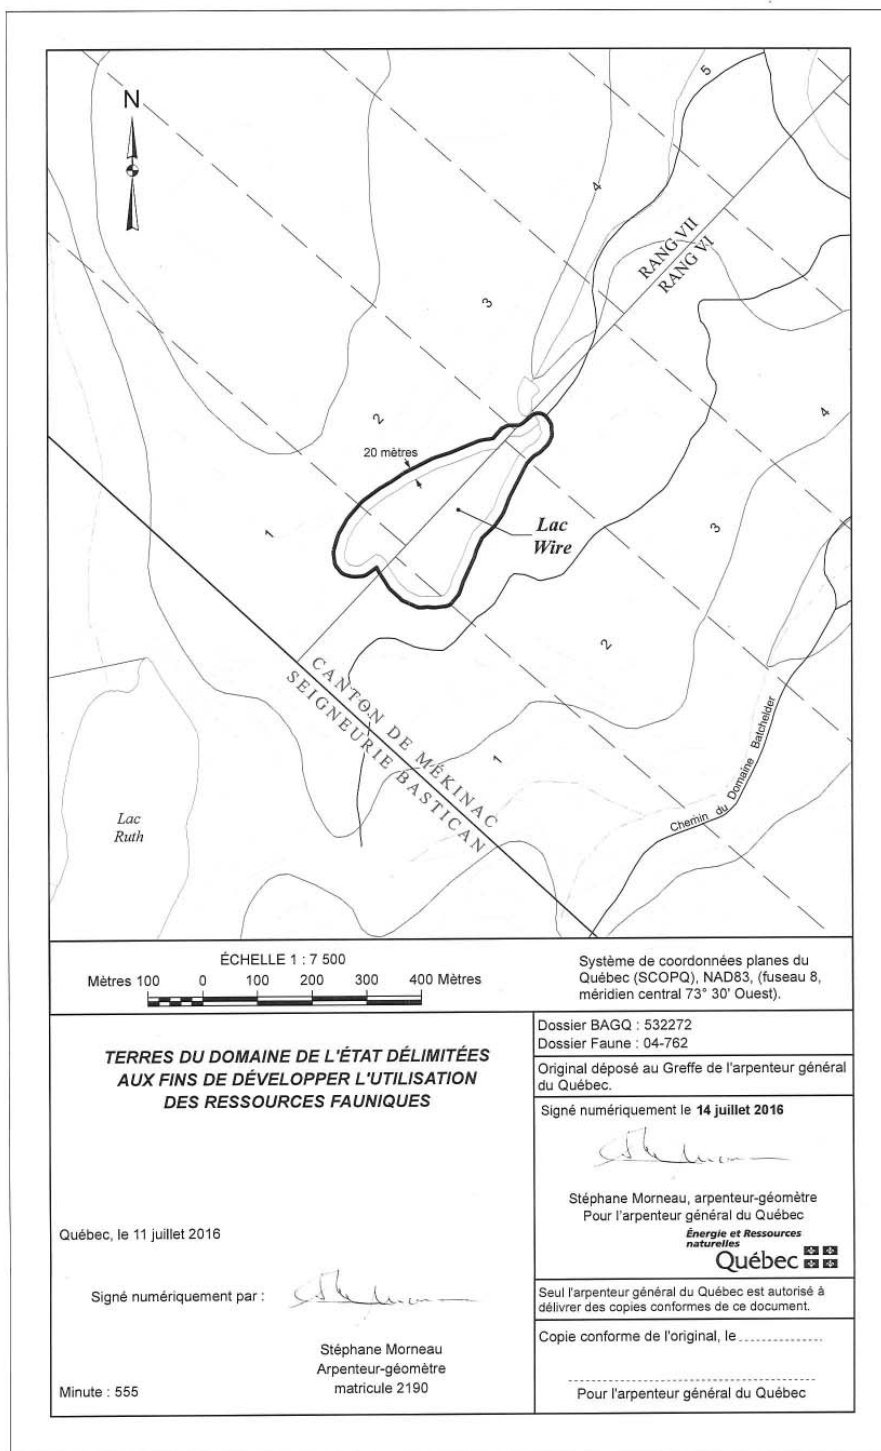 N
5
4
RANG VII
RANG VI
3
4
2
20 mètres
1
Lac
Wire
3
2
CANTON DE MÉKINAC
SEIGNEURIE BASTICAN
1
Chemin du Domaine Batchelder
Lac
Ruth
ÉCHELLE 1 : 7 500
Mètres 100 0 100 200 300 400 Mètres
Système de coordonnées planes du
Québec (SCOPQ), NAD83, (fuseau 8,
méridien central 73° 30' Ouest).
TERRES DU DOMAINE DE L'ÉTAT DÉLIMITÉES
AUX FINS DE DÉVELOPPER L'UTILISATION
DES RESSOURCES FAUNIQUES
Québec, le 11 juillet 2016
Signé numériquement par :
Stéphane Morneau
Arpenteur-géomètre
matricule 2190
Minute : 555
Dossier BAGQ : 532272
Dossier Faune : 04-762
Original déposé au Greffe de l'arpenteur général
du Québec.
Signé numériquement le 14 juillet 2016
Stéphane Morneau, arpenteur-géomètre
Pour l'arpenteur général du Québec
Énergie et Ressources
naturelles
Québec
Seul l'arpenteur général du Québec est autorisé à
délivrer des copies conformes de ce document.
Copie conforme de l'original, le
Pour l'arpenteur général du Québec